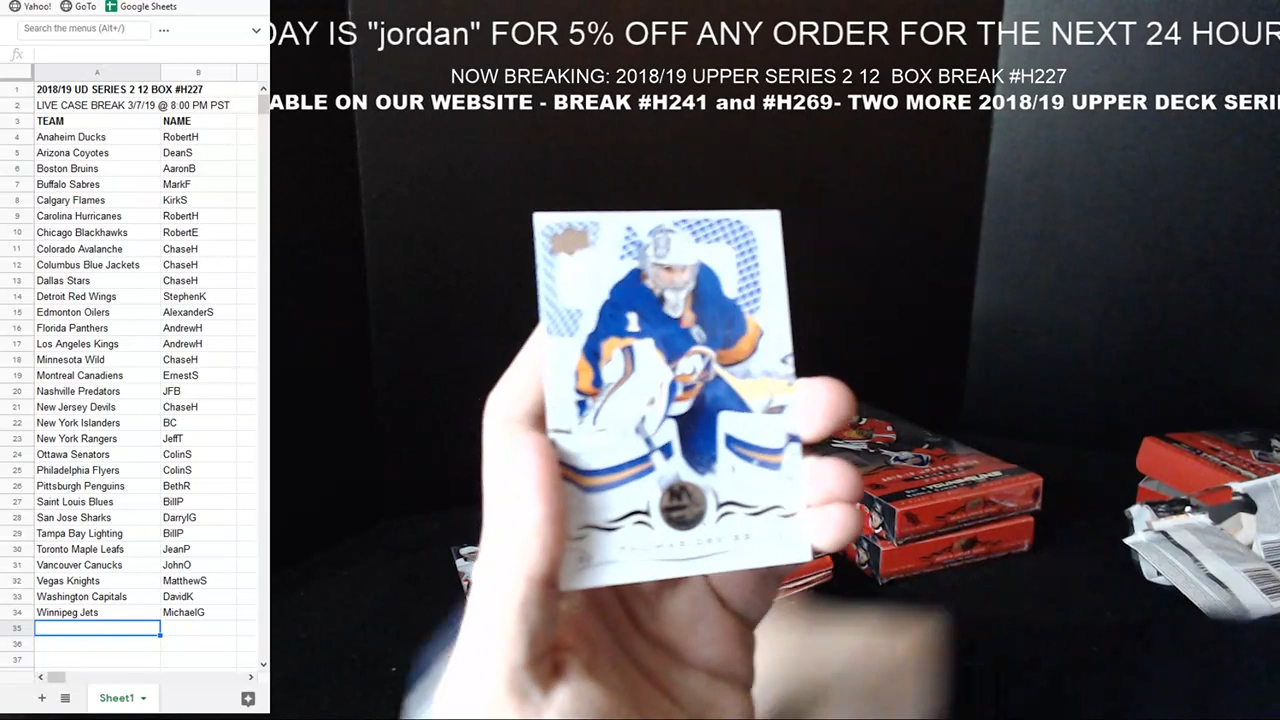 Yahoo! GoTo Google Sheets
Search the menus (Alt+/)
fx
A B
1 2018/19 UD SERIES 2 12 BOX #H227
2 LIVE CASE BREAK 3/7/19 @ 8:00 PM PST
3 TEAM NAME
4 Anaheim Ducks RobertH
5 Arizona Coyotes DeanS
6 Boston Bruins AaronB
7 Buffalo Sabres MarkF
8 Calgary Flames KirkS
9 Carolina Hurricanes RobertH
10 Chicago Blackhawks RobertE
11 Colorado Avalanche ChaseH
12 Columbus Blue Jackets ChaseH
13 Dallas Stars ChaseH
14 Detroit Red Wings StephenK
15 Edmonton Oilers AlexanderS
16 Florida Panthers AndrewH
17 Los Angeles Kings AndrewH
18 Minnesota Wild ChaseH
19 Montreal Canadiens ErnestS
20 Nashville Predators JFB
21 New Jersey Devils ChaseH
22 New York Islanders BC
23 New York Rangers JeffT
24 Ottawa Senators ColinS
25 Philadelphia Flyers ColinS
26 Pittsburgh Penguins BethR
27 Saint Louis Blues BillP
28 San Jose Sharks DarrylG
29 Tampa Bay Lighting BillP
30 Toronto Maple Leafs JeanP
31 Vancouver Canucks JohnO
32 Vegas Knights MatthewS
33 Washington Capitals DavidK
34 Winnipeg Jets MichaelG
35
36
37
Sheet1
DAY IS "jordan" FOR 5% OFF ANY ORDER FOR THE NEXT 24 HOUR
NOW BREAKING: 2018/19 UPPER SERIES 2 12 BOX BREAK #H227
ABLE ON OUR WEBSITE - BREAK #H241 and #H269- TWO MORE 2018/19 UPPER DECK SERI
1